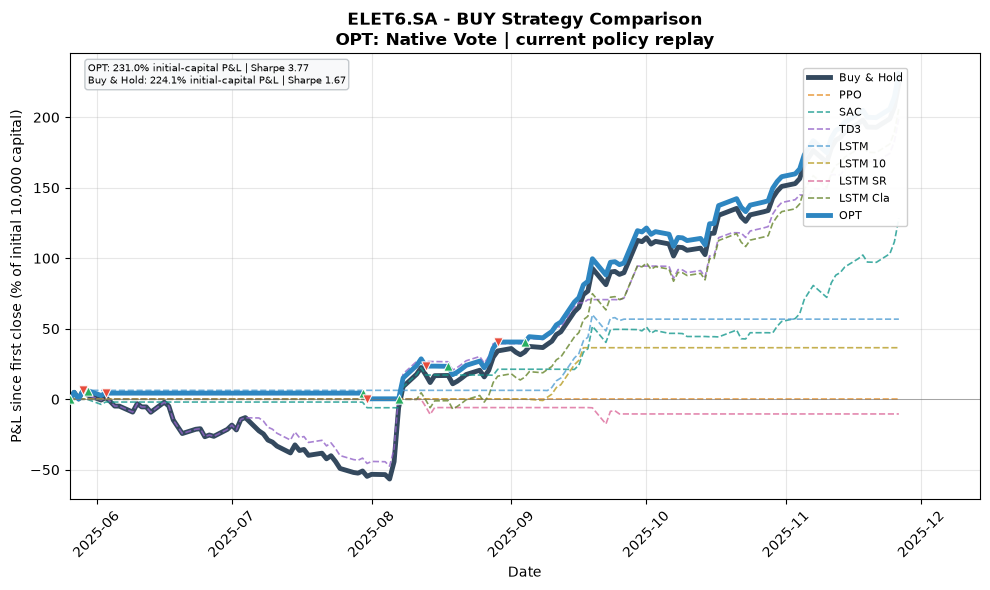 ELET6.SA - BUY Strategy Comparison
OPT: Native Vote | current policy replay
OPT: 231.0% initial-capital P&L | Sharpe 3.77
Buy & Hold: 224.1% initial-capital P&L | Sharpe 1.67
Buy & Hold
PPO
SAC
TD3
LSTM
LSTM 10
LSTM SR
LSTM Cla
OPT
P&L since first close (% of initial 10,000 capital)
200
150
100
50
0
−50
2025-06
2025-07
2025-08
2025-09
2025-10
2025-11
2025-12
Date